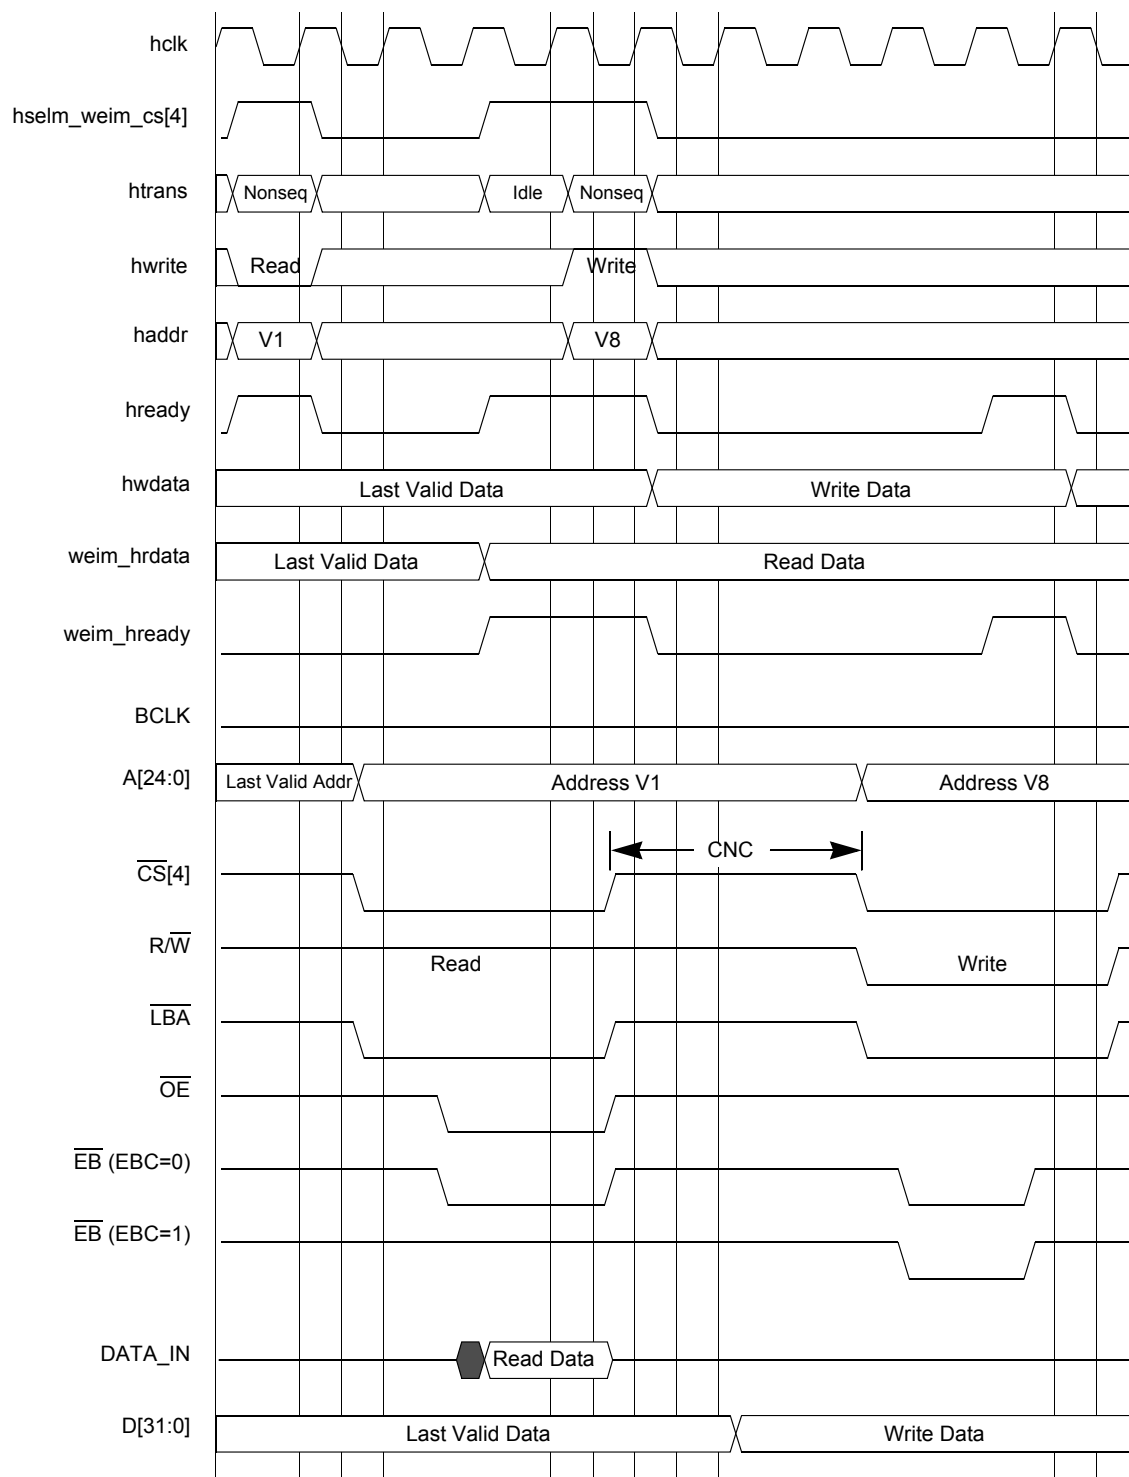 hclk
hselm_weim_cs[4]
htrans Nonseq Idle Nonseq
hwrite Read Write
haddr V1 V8
hready
hwdata Last Valid Data Write Data
weim_hrdata Last Valid Data Read Data
weim_hready
BCLK
A[24:0] Last Valid Addr Address V1 Address V8
CNC
CS[4]
R/W Read Write
LBA
OE
EB (EBC=0)
EB (EBC=1)
DATA_IN Read Data
D[31:0] Last Valid Data Write Data